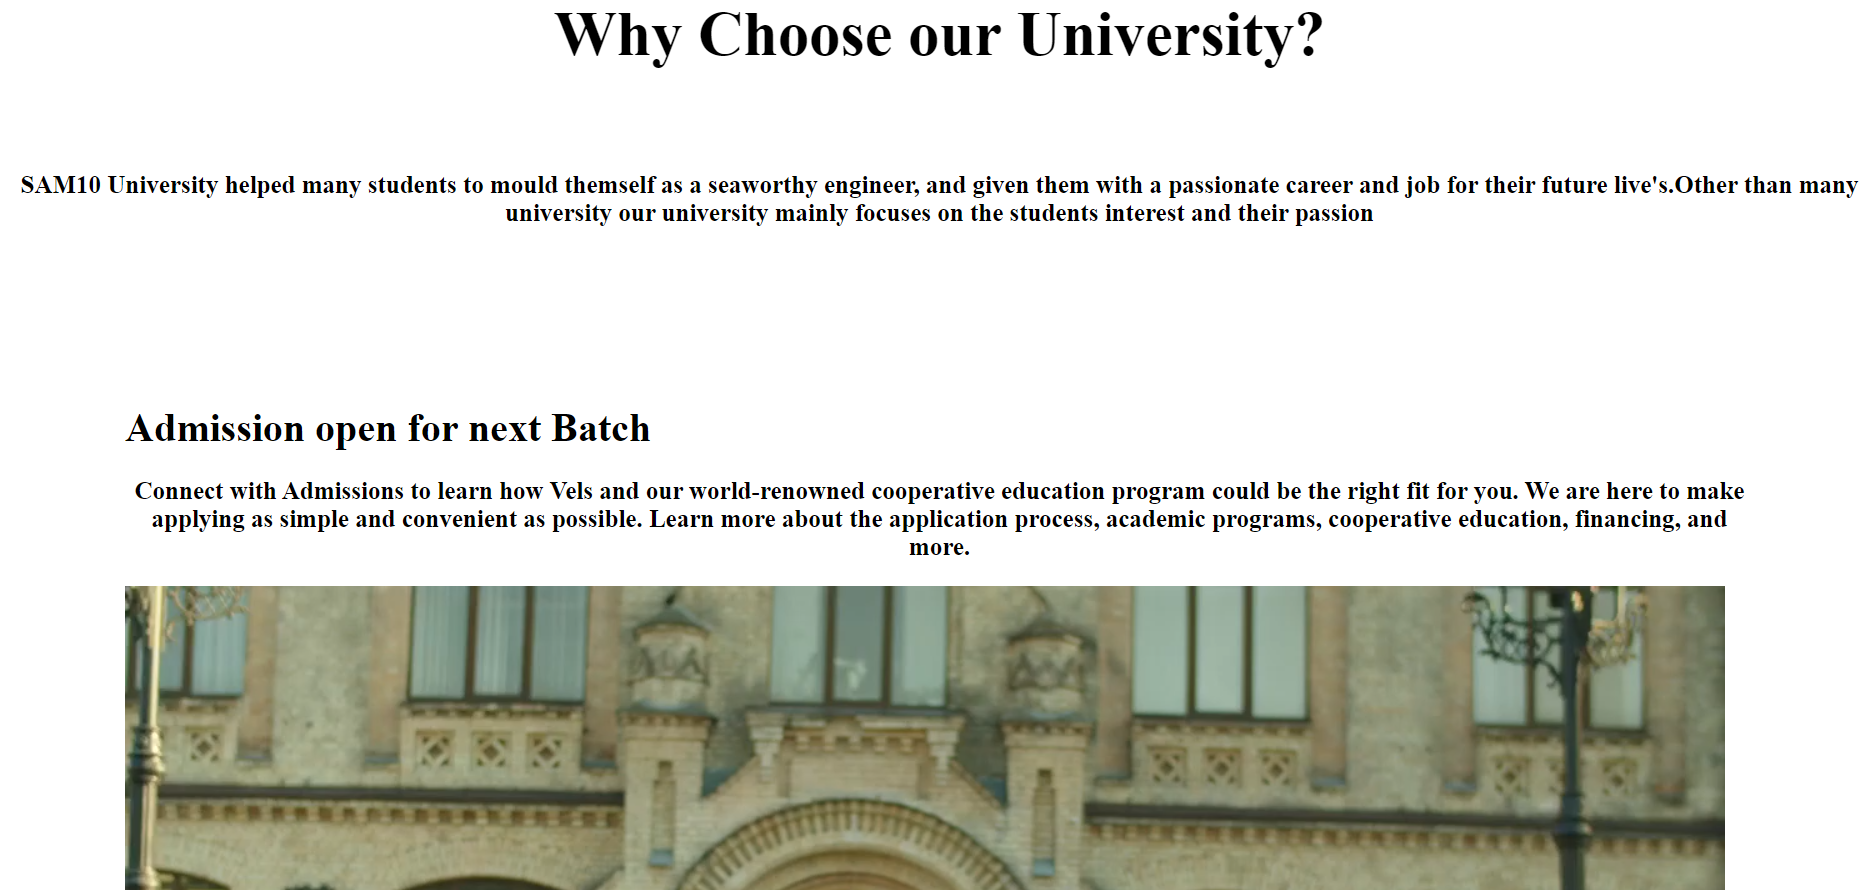 Why Choose our University?
SAM10 University helped many students to mould themself as a seaworthy engineer, and given them with a passionate career and job for their future live's.Other than many
university our university mainly focuses on the students interest and their passion
Admission open for next Batch
Connect with Admissions to learn how Vels and our world-renowned cooperative education program could be the right fit for you. We are here to make
applying as simple and convenient as possible. Learn more about the application process, academic programs, cooperative education, financing, and
more.